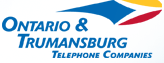 ONTARIO &
TRUMANSBURG
TELEPHONE COMPANIES